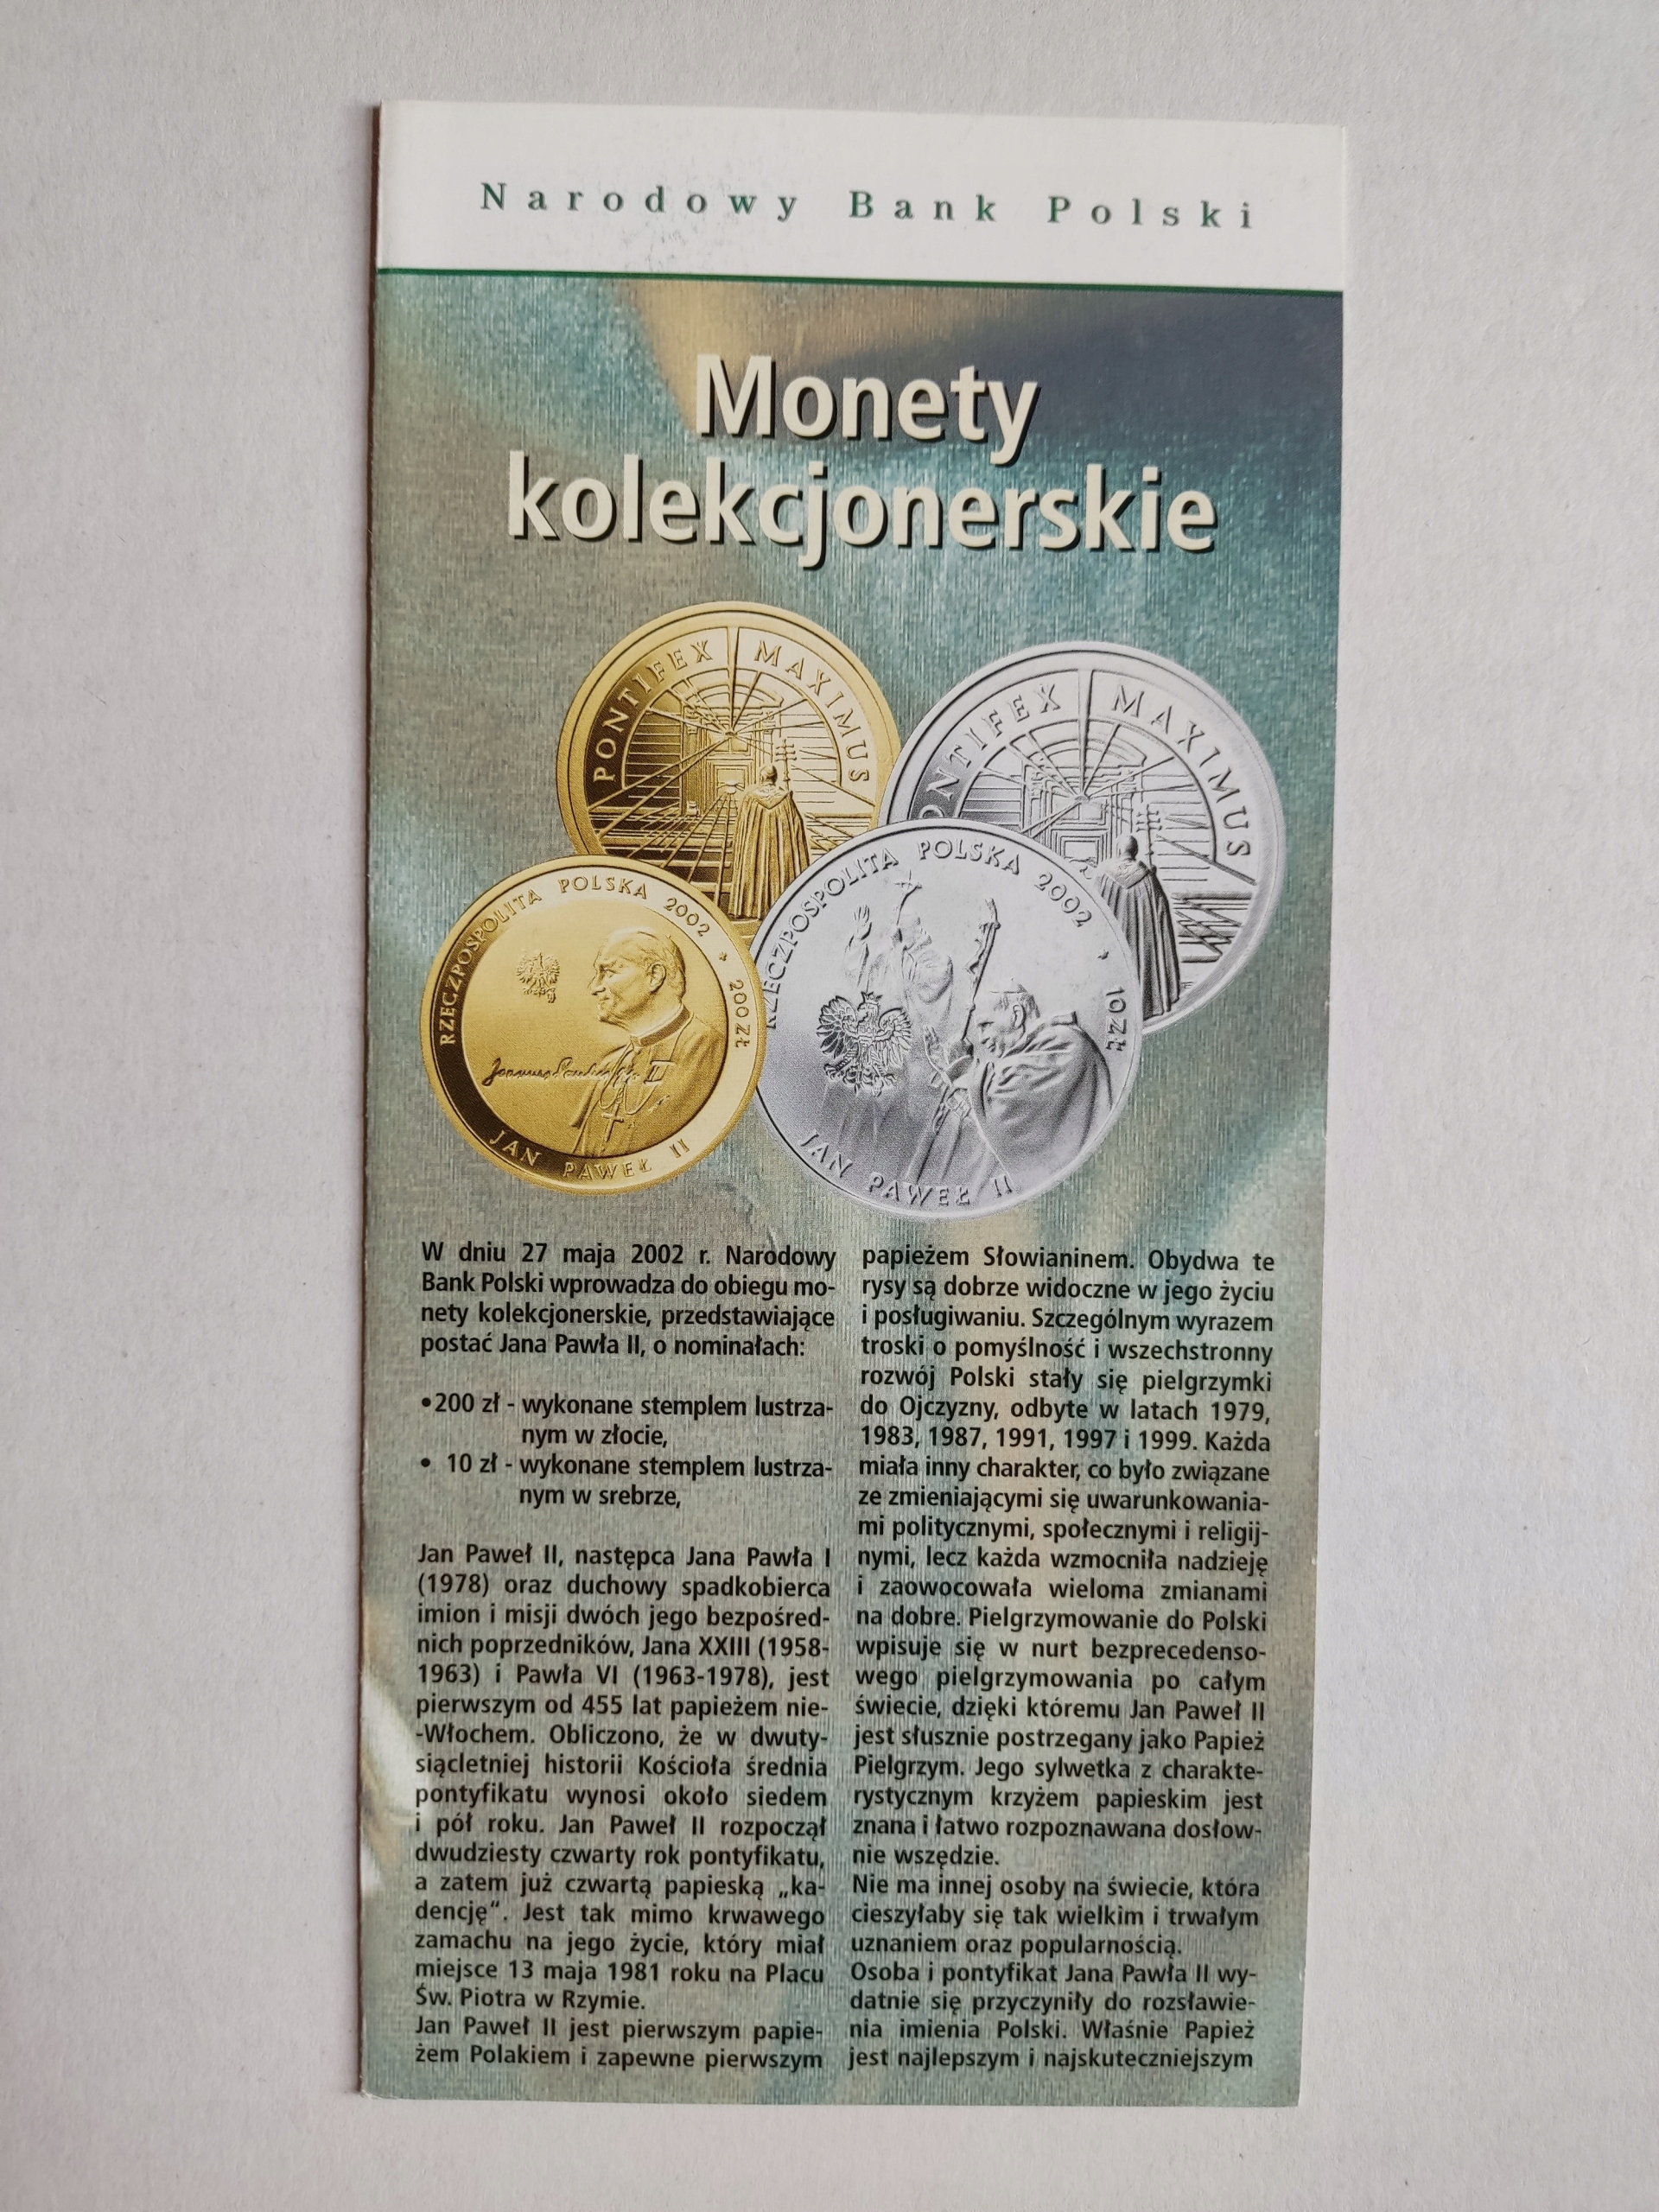 Narodowy Bank Polski
Monety
kolekcjonerskie
PONTIFEX MAXIMUS
PONTIFEX MAXIMUS
RZECZPOSPOLITA POLSKA 2002 • 200 ZŁ
JAN PAWEŁ II
RZECZPOSPOLITA POLSKA 2002 • 10 ZŁ
JAN PAWEŁ II
W dniu 27 maja 2002 r. Narodowy
Bank Polski wprowadza do obiegu mo-
nety kolekcjonerskie, przedstawiające
postać Jana Pawła II, o nominałach:
•200 zł - wykonane stemplem lustrza-
nym w złocie,
• 10 zł - wykonane stemplem lustrza-
nym w srebrze,
Jan Paweł II, następca Jana Pawła I
(1978) oraz duchowy spadkobierca
imion i misji dwóch jego bezpośred-
nich poprzedników, Jana XXIII (1958-
1963) i Pawła VI (1963-1978), jest
pierwszym od 455 lat papieżem nie-
-Włochem. Obliczono, że w dwuty-
siącletniej historii Kościoła średnia
pontyfikatu wynosi około siedem
i pół roku. Jan Paweł II rozpoczął
dwudziesty czwarty rok pontyfikatu,
a zatem już czwartą papieską „ka-
dencję“. Jest tak mimo krwawego
zamachu na jego życie, który miał
miejsce 13 maja 1981 roku na Placu
Św. Piotra w Rzymie.
Jan Paweł II jest pierwszym papie-
żem Polakiem i zapewne pierwszym
papieżem Słowianinem. Obydwa te
rysy są dobrze widoczne w jego życiu
i posługiwaniu. Szczególnym wyrazem
troski o pomyślność i wszechstronny
rozwój Polski stały się pielgrzymki
do Ojczyzny, odbyte w latach 1979,
1983, 1987, 1991, 1997 i 1999. Każda
miała inny charakter, co było związane
ze zmieniającymi się uwarunkowania-
mi politycznymi, społecznymi i religij-
nymi, lecz każda wzmocniła nadzieję
i zaowocowała wieloma zmianami
na dobre. Pielgrzymowanie do Polski
wpisuje się w nurt bezprecedenso-
wego pielgrzymowania po całym
świecie, dzięki któremu Jan Paweł II
jest słusznie postrzegany jako Papież
Pielgrzym. Jego sylwetka z charakte-
rystycznym krzyżem papieskim jest
znana i łatwo rozpoznawana dosłow-
nie wszędzie.
Nie ma innej osoby na świecie, która
cieszyłaby się tak wielkim i trwałym
uznaniem oraz popularnością.
Osoba i pontyfikat Jana Pawła II wy-
datnie się przyczyniły do rozsławie-
nia imienia Polski. Właśnie Papież
jest najlepszym i najskuteczniejszym